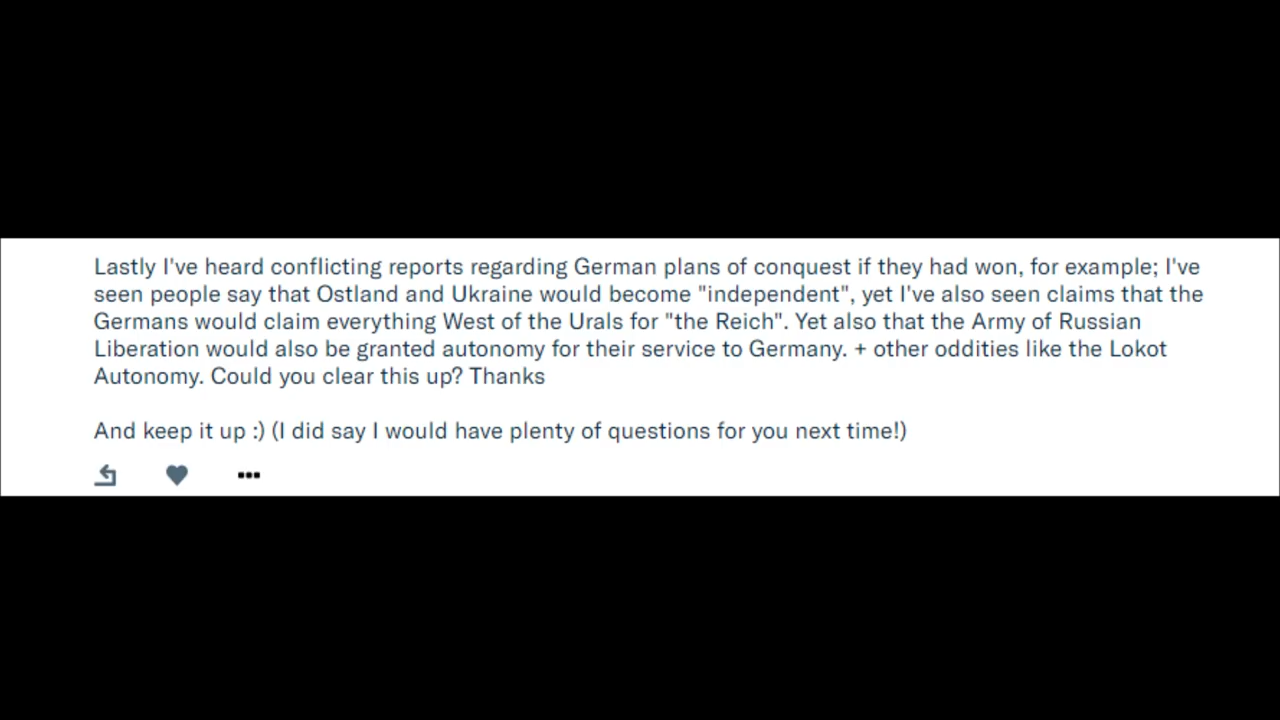 Lastly I've heard conflicting reports regarding German plans of conquest if they had won, for example; I've
seen people say that Ostland and Ukraine would become "independent", yet I've also seen claims that the
Germans would claim everything West of the Urals for "the Reich". Yet also that the Army of Russian
Liberation would also be granted autonomy for their service to Germany. + other oddities like the Lokot
Autonomy. Could you clear this up? Thanks
And keep it up :) (I did say I would have plenty of questions for you next time!)